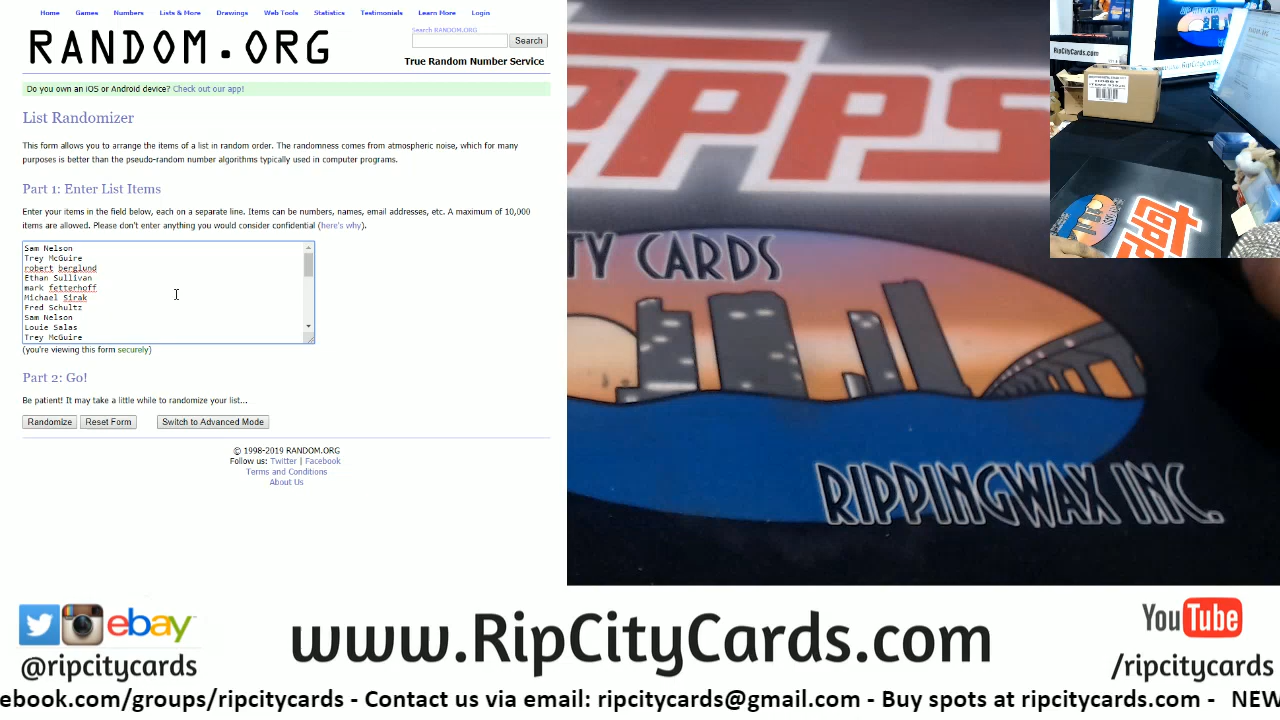 Home Games Numbers Lists & More Drawings Web Tools Statistics Testimonials Learn More Login
RANDOM.ORG
Search RANDOM.ORG
Search
True Random Number Service
Do you own an iOS or Android device? Check out our app!
List Randomizer
This form allows you to arrange the items of a list in random order. The randomness comes from atmospheric noise, which for many
purposes is better than the pseudo-random number algorithms typically used in computer programs.
Part 1: Enter List Items
Enter your items in the field below, each on a separate line. Items can be numbers, names, email addresses, etc. A maximum of 10,000
items are allowed. Please don't enter anything you would consider confidential (here's why).
Sam Nelson
Trey McGuire
robert berglund
Ethan Sullivan
mark fetterhoff
Michael Sirak
Fred Schultz
Sam Nelson
Louie Salas
Trey McGuire
(you're viewing this form securely)
Part 2: Go!
Be patient! It may take a little while to randomize your list...
Randomize Reset Form Switch to Advanced Mode
© 1998-2019 RANDOM.ORG
Follow us: Twitter | Facebook
Terms and Conditions
About Us
topps
TY CARDS
RIPPINGWAX INC.
RipCityCards.com
topps
ebay
@ripcitycards
www.RipCityCards.com
YouTube
/ripcitycards
ebook.com/groups/ripcitycards - Contact us via email: ripcitycards@gmail.com - Buy spots at ripcitycards.com - NEW